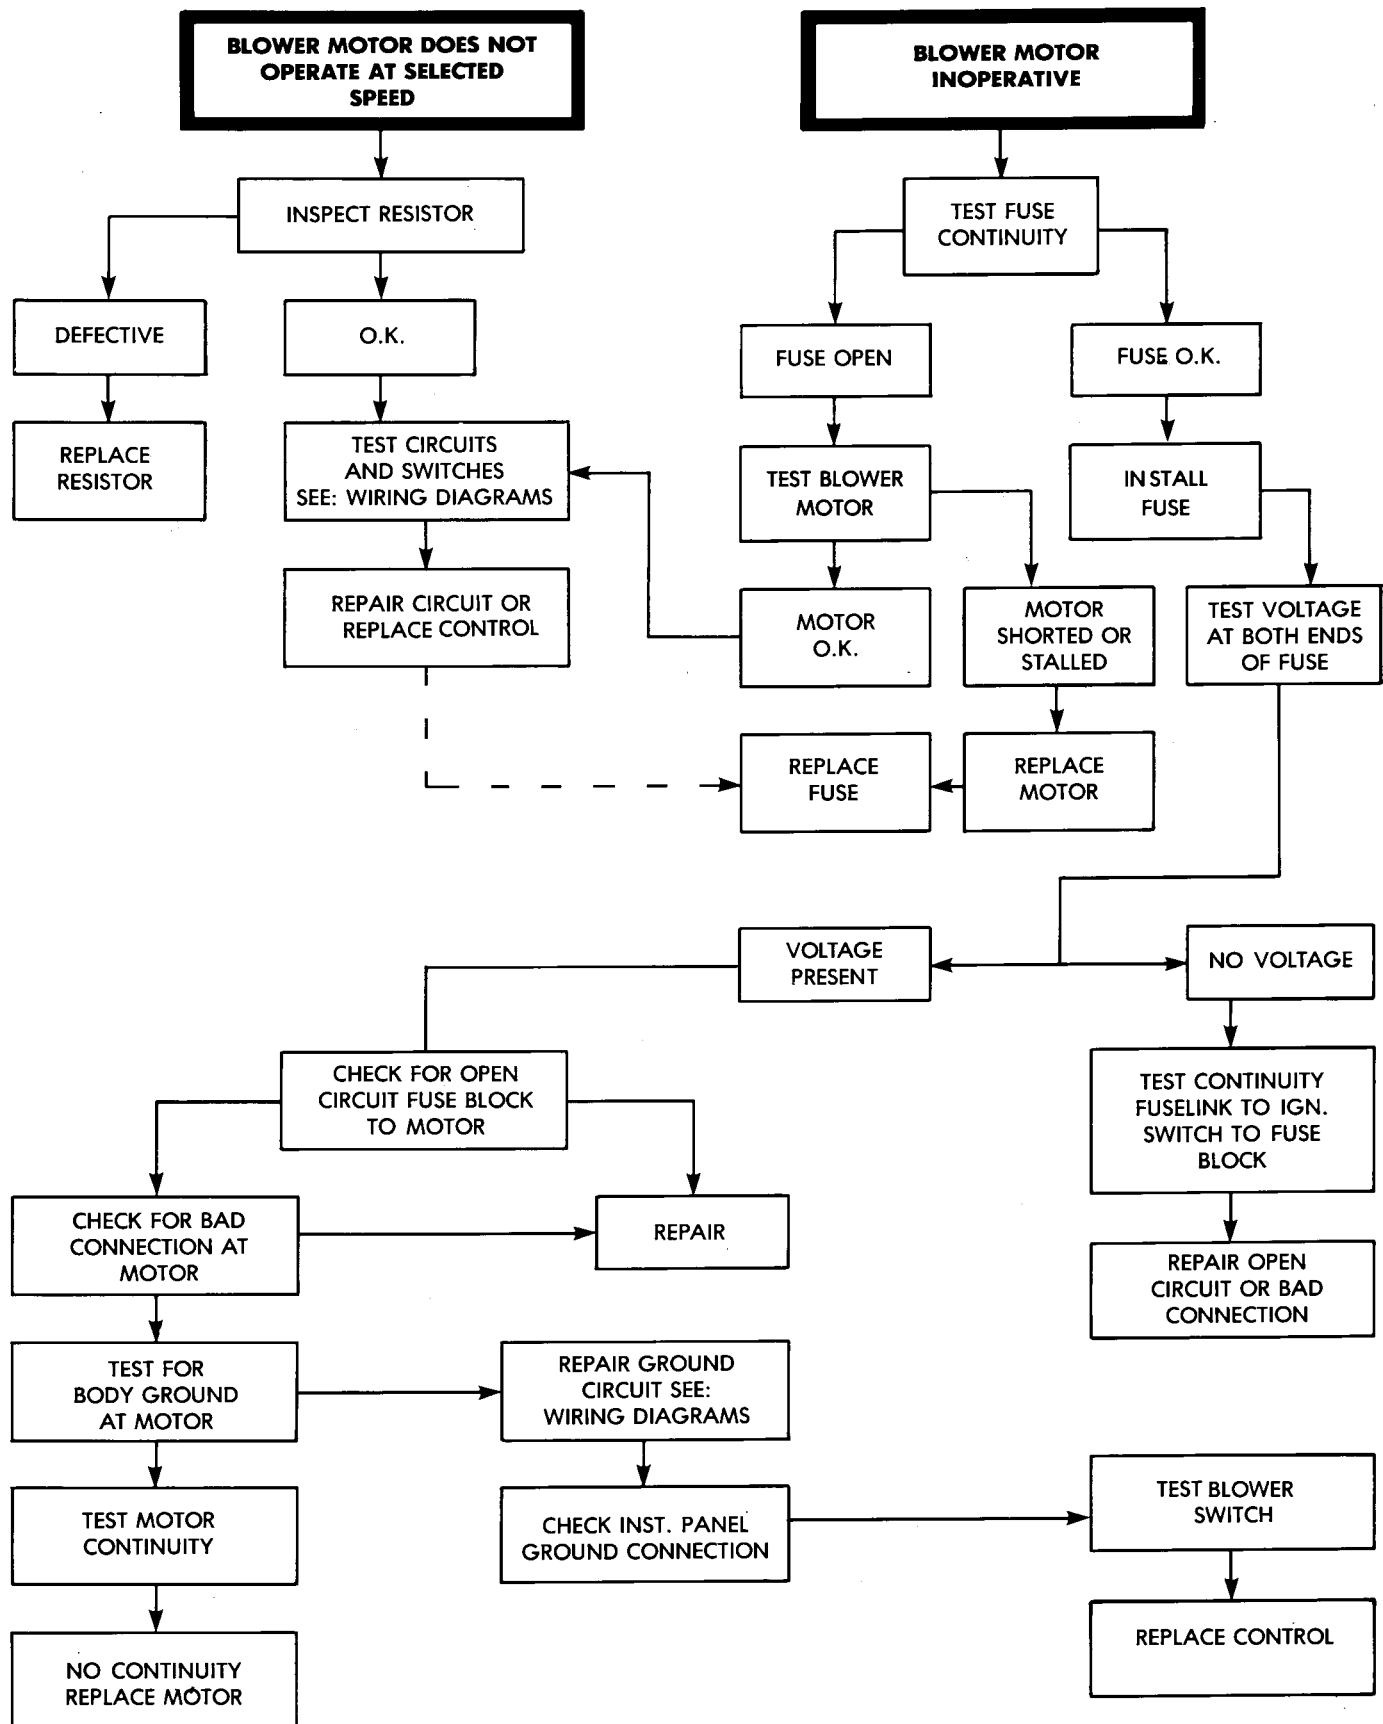 BLOWER MOTOR DOES NOT
OPERATE AT SELECTED
SPEED
BLOWER MOTOR
INOPERATIVE
INSPECT RESISTOR
TEST FUSE
CONTINUITY
DEFECTIVE
O.K.
FUSE OPEN
FUSE O.K.
REPLACE
RESISTOR
TEST CIRCUITS
AND SWITCHES
SEE: WIRING DIAGRAMS
TEST BLOWER
MOTOR
INSTALL
FUSE
REPAIR CIRCUIT OR
REPLACE CONTROL
MOTOR
O.K.
MOTOR
SHORTED OR
STALLED
TEST VOLTAGE
AT BOTH ENDS
OF FUSE
REPLACE
FUSE
REPLACE
MOTOR
VOLTAGE
PRESENT
NO VOLTAGE
CHECK FOR OPEN
CIRCUIT FUSE BLOCK
TO MOTOR
TEST CONTINUITY
FUSELINK TO IGN.
SWITCH TO FUSE
BLOCK
CHECK FOR BAD
CONNECTION AT
MOTOR
REPAIR
REPAIR OPEN
CIRCUIT OR BAD
CONNECTION
TEST FOR
BODY GROUND
AT MOTOR
REPAIR GROUND
CIRCUIT SEE:
WIRING DIAGRAMS
TEST MOTOR
CONTINUITY
CHECK INST. PANEL
GROUND CONNECTION
TEST BLOWER
SWITCH
NO CONTINUITY
REPLACE MOTOR
REPLACE CONTROL